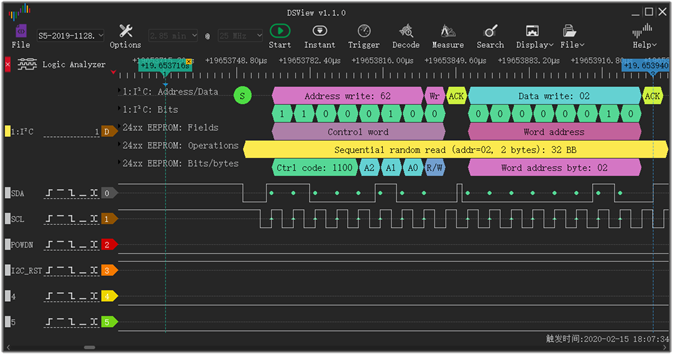 DSView v1.1.0
File
S5-2019-1128.
Options
2.85 min @ 25 MHz
Start
Instant
Trigger
Decode
Measure
Search
Display
File
Help
Logic Analyzer
+19653748.80μs +19653782.40μs +19653816.00μs +19653849.60μs +19653883.20μs +19653916.80
+19.653716s
+19.653940
1:I²C: Address/Data
S
Address write: 62
Wr
ACK
Data write: 02
ACK
1:I²C: Bits
1 1 0 0 0 1 0 0
0 0 0 0 0 0 1 0
1:I²C
1
D
24xx EEPROM: Fields
Control word
Word address
24xx EEPROM: Operations
Sequential random read (addr=02, 2 bytes): 32 BB
24xx EEPROM: Bits/bytes
Ctrl code: 1100
A2
A1
A0
R/W
Word address byte: 02
SDA
0
SCL
1
POWDN
2
I2C_RST
3
4
4
5
5
触发时间:2020-02-15 18:07:34